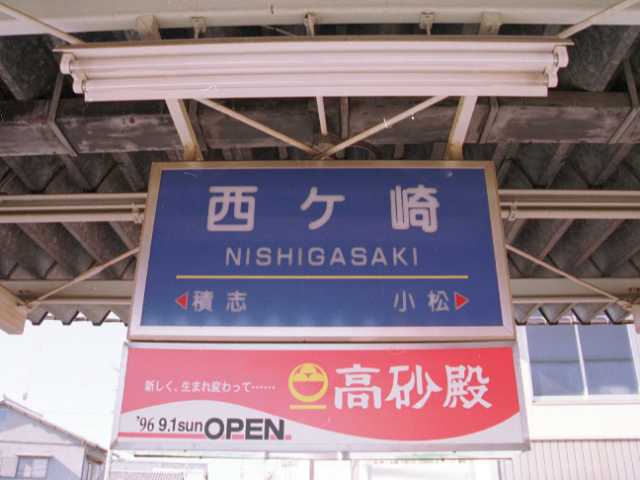 西ヶ崎
NISHIGASAKI
◀積志 小松▶
新しく、生まれ変わって…… 高砂殿
'96 9.1sun OPEN